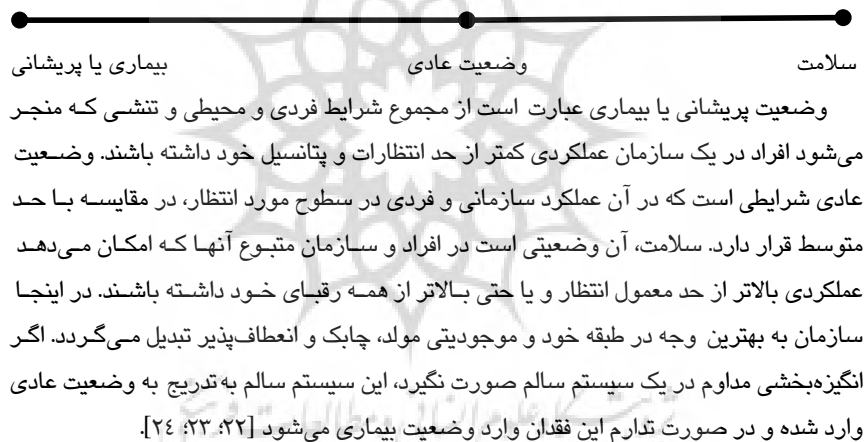 سلامت وضعیت عادی بیماری یا پریشانی
وضعیت پریشانی یا بیماری عبارت است از مجموع شرایط فردی و محیطی و تنشی که منجر
می‌شود افراد در یک سازمان عملکردی کمتر از حد انتظارات و پتانسیل خود داشته باشند. وضعیت
عادی شرایطی است که در آن عملکرد سازمانی و فردی در سطوح مورد انتظار، در مقایسه با حد
متوسط قرار دارد. سلامت، آن وضعیتی است در افراد و سازمان متبوع آنها که امکان می‌دهد
عملکردی بالاتر از حد معمول انتظار و یا حتی بالاتر از همه رقبای خود داشته باشند. در اینجا
سازمان به بهترین وجه در طبقه خود و موجودیتی مولد، چابک و انعطاف‌پذیر تبدیل می‌گردد. اگر
انگیزه‌بخشی مداوم در یک سیستم سالم صورت نگیرد، این سیستم سالم به تدریج به وضعیت عادی
وارد شده و در صورت تدارم این فقدان وارد وضعیت بیماری می‌شود [۲۲؛ ۲۳؛ ۲٤].